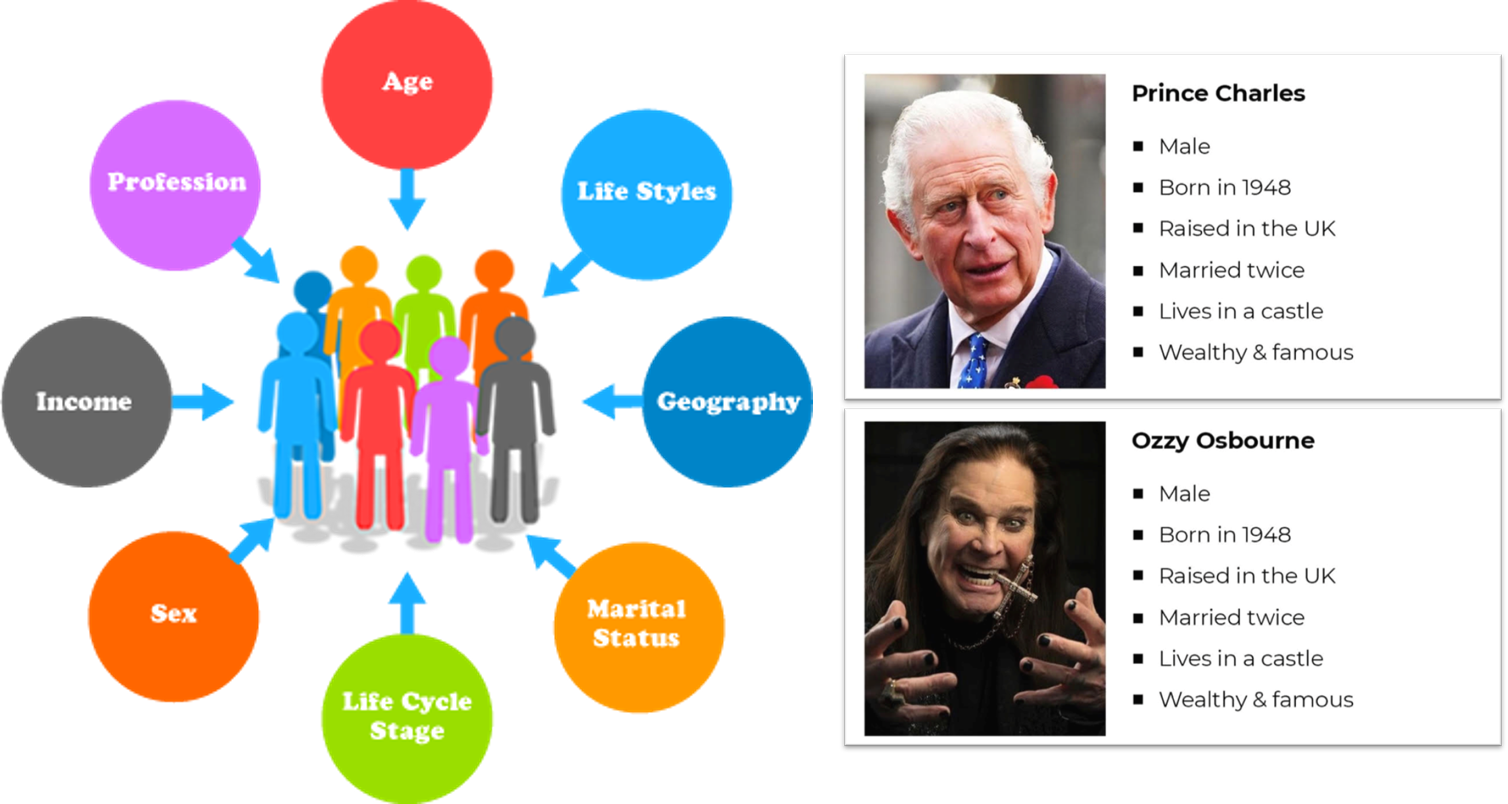 Age
Profession
Life Styles
Income
Geography
Sex
Marital
Status
Life Cycle
Stage
Prince Charles
Male
Born in 1948
Raised in the UK
Married twice
Lives in a castle
Wealthy & famous
Ozzy Osbourne
Male
Born in 1948
Raised in the UK
Married twice
Lives in a castle
Wealthy & famous